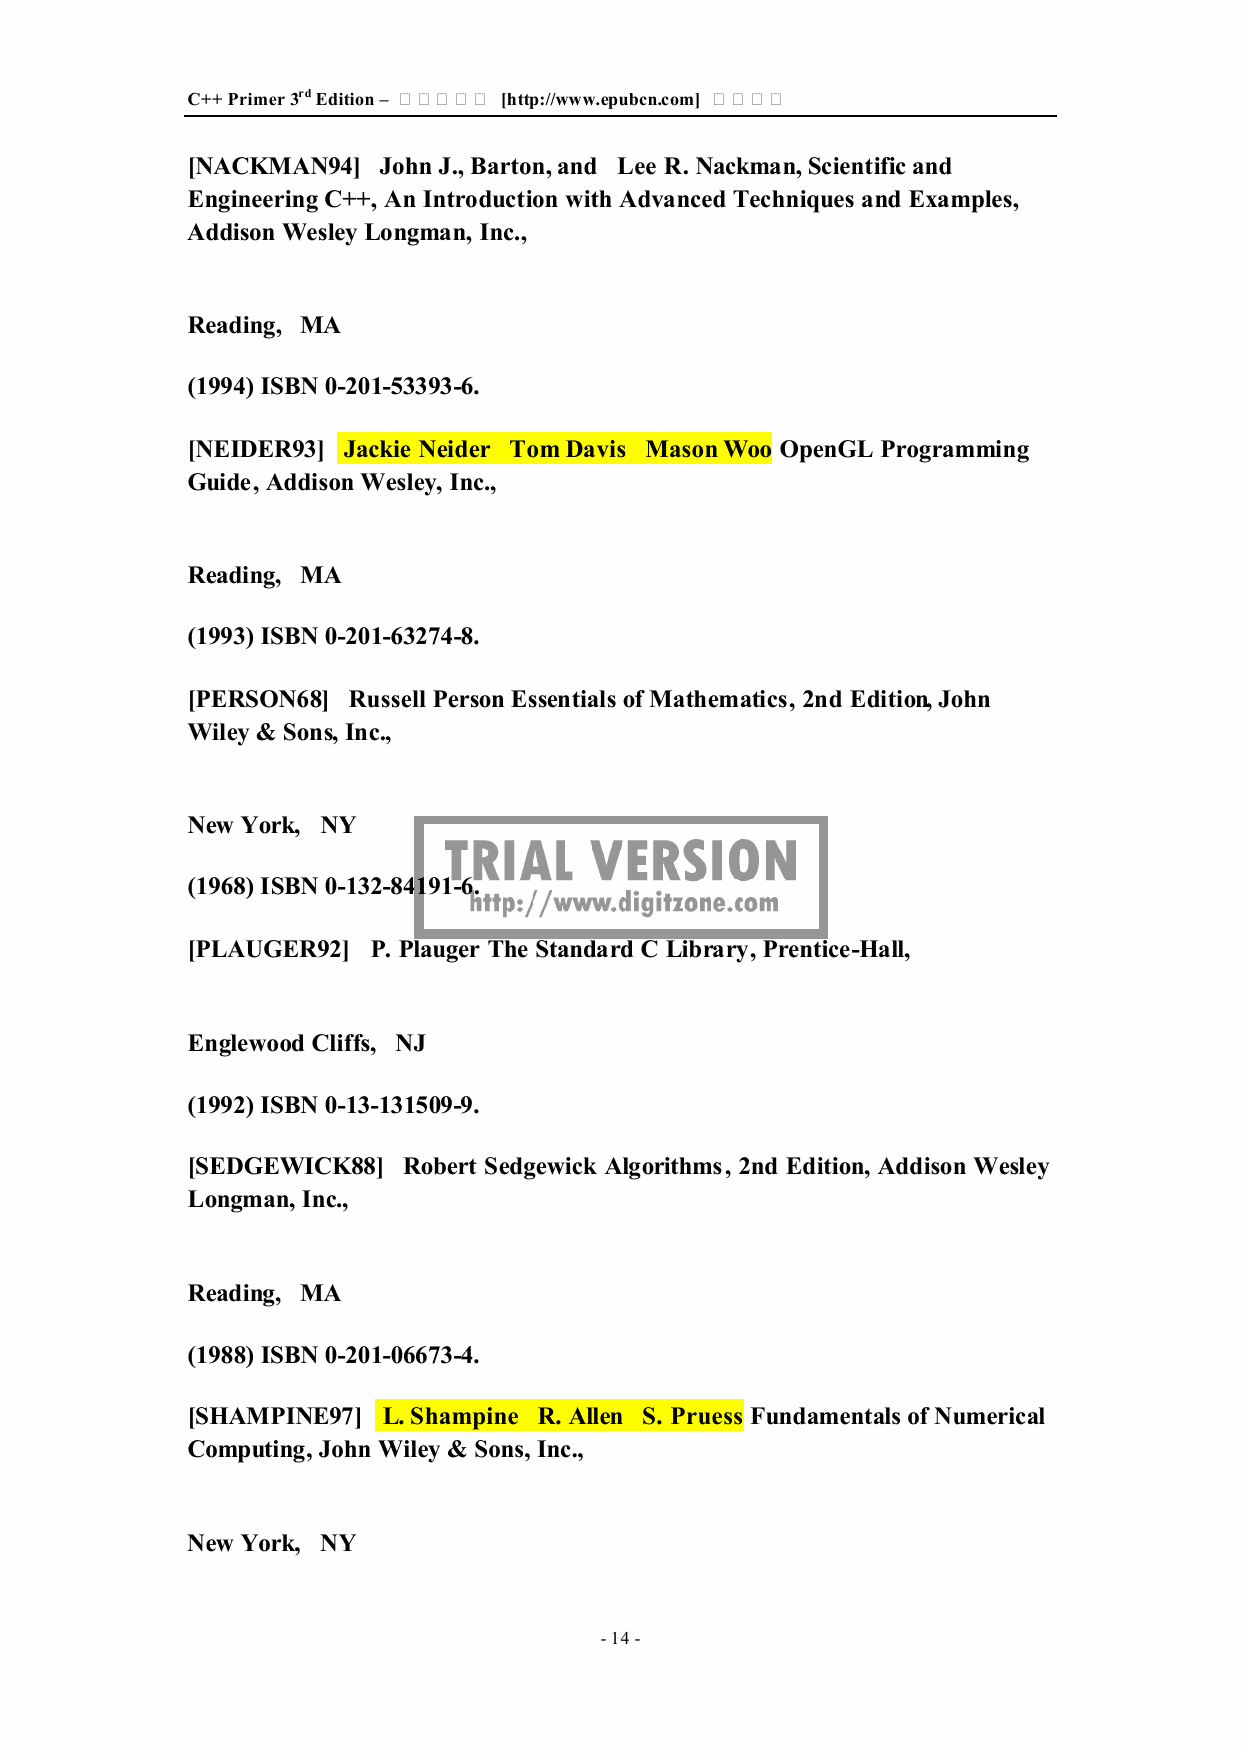 C++ Primer 3rd Edition – □ □ □ □ □ [http://www.epubcn.com] □ □ □ □
[NACKMAN94] John J., Barton, and Lee R. Nackman, Scientific and
Engineering C++, An Introduction with Advanced Techniques and Examples,
Addison Wesley Longman, Inc.,
Reading, MA
(1994) ISBN 0-201-53393-6.
[NEIDER93] Jackie Neider Tom Davis Mason Woo OpenGL Programming
Guide, Addison Wesley, Inc.,
Reading, MA
(1993) ISBN 0-201-63274-8.
[PERSON68] Russell Person Essentials of Mathematics, 2nd Edition, John
Wiley & Sons, Inc.,
New York, NY
TRIAL VERSION
(1968) ISBN 0-132-84191-6.
http://www.digitzone.com
[PLAUGER92] P. Plauger The Standard C Library, Prentice-Hall,
Englewood Cliffs, NJ
(1992) ISBN 0-13-131509-9.
[SEDGEWICK88] Robert Sedgewick Algorithms, 2nd Edition, Addison Wesley
Longman, Inc.,
Reading, MA
(1988) ISBN 0-201-06673-4.
[SHAMPINE97] L. Shampine R. Allen S. Pruess Fundamentals of Numerical
Computing, John Wiley & Sons, Inc.,
New York, NY
- 14 -